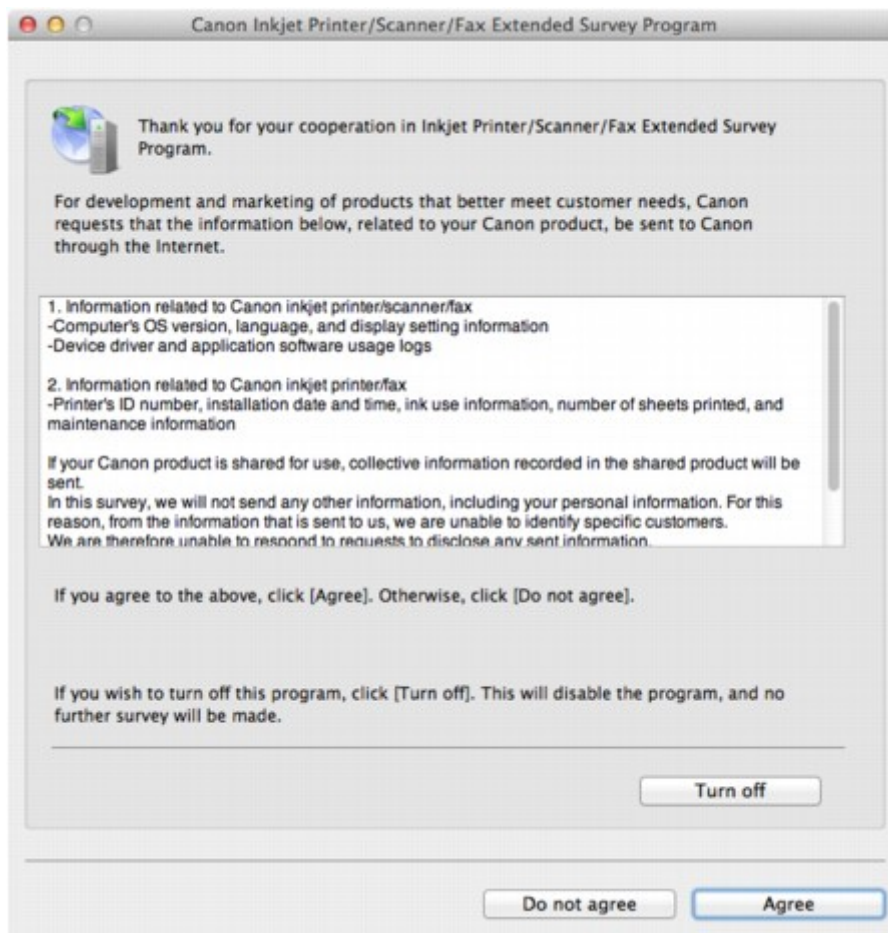 Canon Inkjet Printer/Scanner/Fax Extended Survey Program
Thank you for your cooperation in Inkjet Printer/Scanner/Fax Extended Survey
Program.
For development and marketing of products that better meet customer needs, Canon
requests that the information below, related to your Canon product, be sent to Canon
through the Internet.
1. Information related to Canon inkjet printer/scanner/fax
-Computer's OS version, language, and display setting information
-Device driver and application software usage logs
2. Information related to Canon inkjet printer/fax
-Printer's ID number, installation date and time, ink use information, number of sheets printed, and
maintenance information
If your Canon product is shared for use, collective information recorded in the shared product will be
sent.
In this survey, we will not send any other information, including your personal information. For this
reason, from the information that is sent to us, we are unable to identify specific customers.
We are therefore unable to respond to requests to disclose any sent information.
If you agree to the above, click [Agree]. Otherwise, click [Do not agree].
If you wish to turn off this program, click [Turn off]. This will disable the program, and no
further survey will be made.
Turn off
Do not agree
Agree